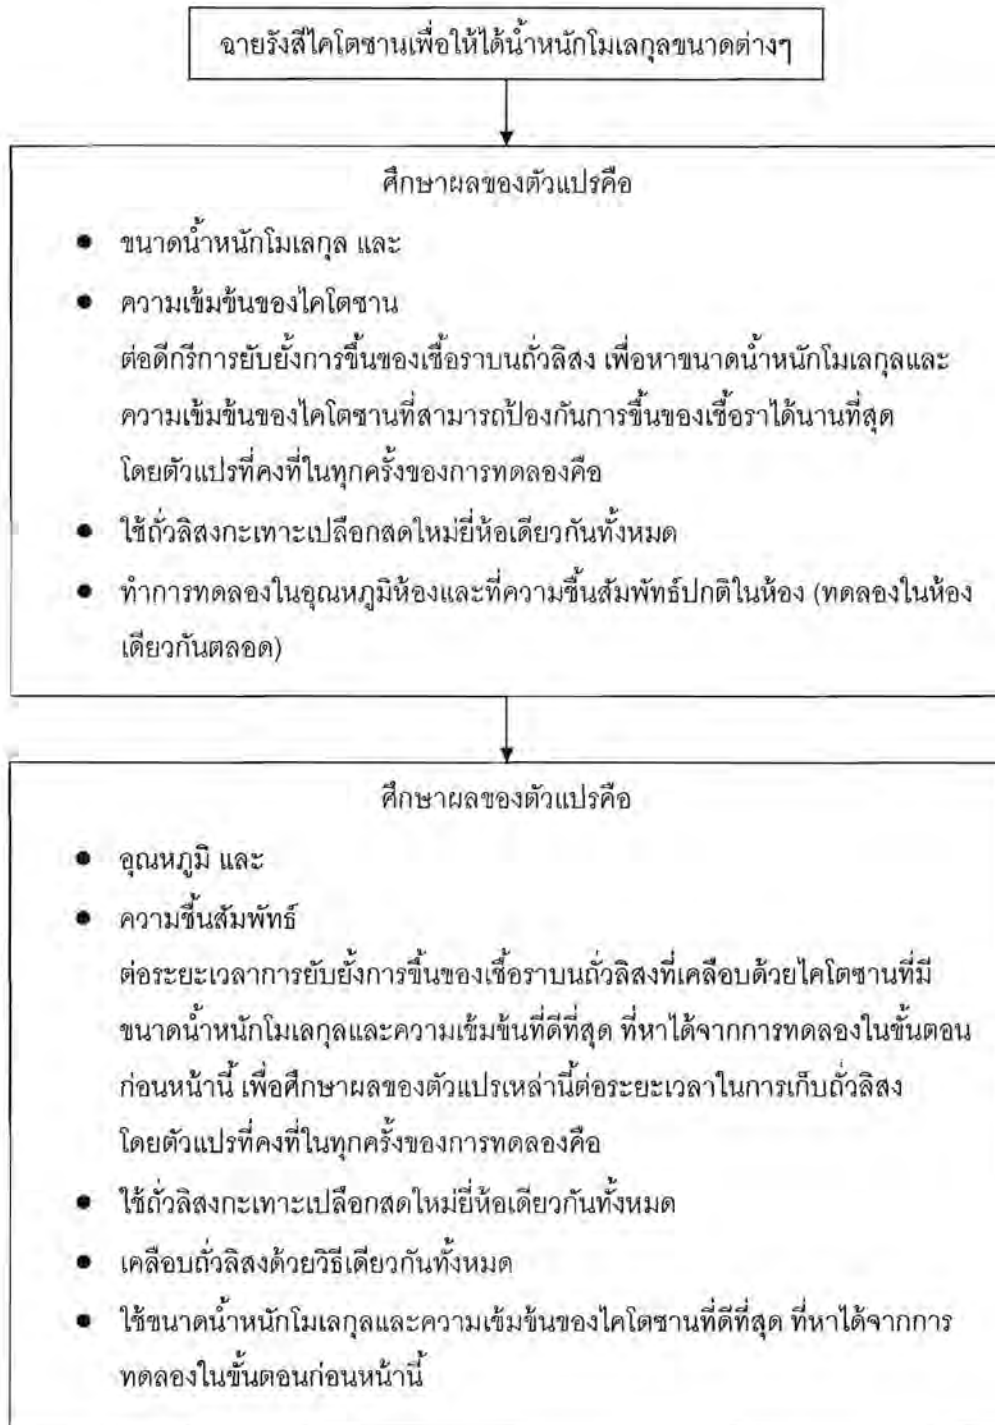 ฉายรังสีไคโตซานเพื่อให้ได้น้ำหนักโมเลกุลขนาดต่างๆ
ศึกษาผลของตัวแปรคือ
● ขนาดน้ำหนักโมเลกุล และ
● ความเข้มข้นของไคโตซาน
ต่อดีกรีการยับยั้งการขึ้นของเชื้อราบนถั่วลิสง เพื่อหาขนาดน้ำหนักโมเลกุลและ
ความเข้มข้นของไคโตซานที่สามารถป้องกันการขึ้นของเชื้อราได้นานที่สุด
โดยตัวแปรที่คงที่ในทุกครั้งของการทดลองคือ
● ใช้ถั่วลิสงกะเทาะเปลือกสดใหม่ยี่ห้อเดียวกันทั้งหมด
● ทำการทดลองในอุณหภูมิห้องและที่ความชื้นสัมพัทธ์ปกติในห้อง (ทดลองในห้อง
เดียวกันตลอด)
ศึกษาผลของตัวแปรคือ
● อุณหภูมิ และ
● ความชื้นสัมพัทธ์
ต่อระยะเวลาการยับยั้งการขึ้นของเชื้อราบนถั่วลิสงที่เคลือบด้วยไคโตซานที่มี
ขนาดน้ำหนักโมเลกุลและความเข้มข้นที่ดีที่สุด ที่หาได้จากการทดลองในขั้นตอน
ก่อนหน้านี้ เพื่อศึกษาผลของตัวแปรเหล่านี้ต่อระยะเวลาในการเก็บถั่วลิสง
โดยตัวแปรที่คงที่ในทุกครั้งของการทดลองคือ
● ใช้ถั่วลิสงกะเทาะเปลือกสดใหม่ยี่ห้อเดียวกันทั้งหมด
● เคลือบถั่วลิสงด้วยวิธีเดียวกันทั้งหมด
● ใช้ขนาดน้ำหนักโมเลกุลและความเข้มข้นของไคโตซานที่ดีที่สุด ที่หาได้จากการ
ทดลองในขั้นตอนก่อนหน้านี้